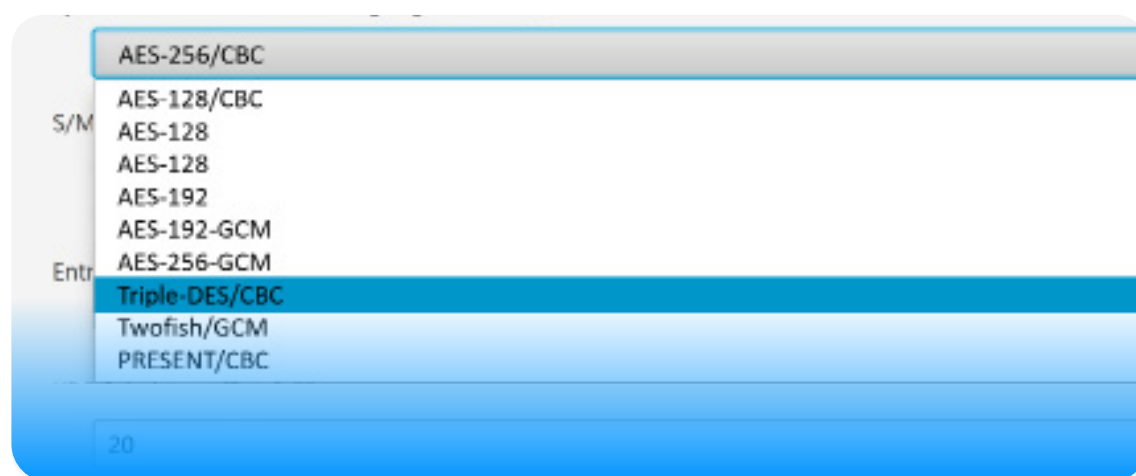 AES-256/CBC
AES-128/CBC
S/M
AES-128
AES-128
AES-192
AES-192-GCM
AES-256-GCM
Entr
Triple-DES/CBC
Twofish/GCM
PRESENT/CBC
20